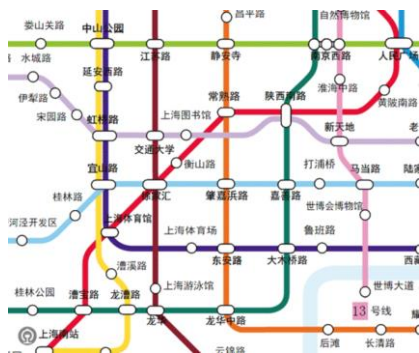 昌平路
自然博物馆
娄山关路
中山公园
水城路
江苏路
静安寺
南京西路
人民广场
延安西路
淮海中路
伊犁路
虹桥路
常熟路
陕西南路
黄陂南路
宋园路
上海图书馆
交通大学
新天地
老
衡山路
打浦桥
宜山路
徐家汇
肇嘉浜路
嘉善路
马当路
陆家
桂林路
世博会博物馆
河泾开发区
上海体育馆
上海体育场
鲁班路
东安路
大木桥路
西藏
漕溪路
上海游泳馆
世博大道
桂林公园
漕宝路
龙漕路
龙华
龙华中路
13号线
耀
上海南站
后滩
长清路
云锦路